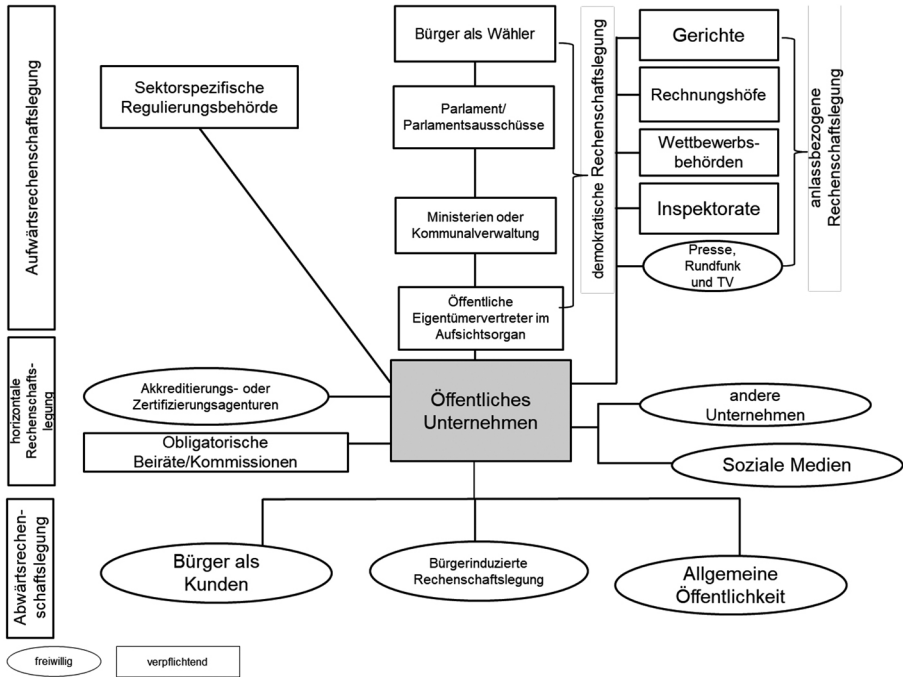 Aufwärtsrechenschaftslegung
Sektorspezifische
Regulierungsbehörde
Bürger als Wähler
Parlament/
Parlamentsausschüsse
Ministerien oder
Kommunalverwaltung
Öffentliche
Eigentümervertreter im
Aufsichtsorgan
demokratische Rechenschaftslegung
Gerichte
Rechnungshöfe
Wettbewerbs-
behörden
Inspektorate
Presse,
Rundfunk
und TV
anlassbezogene
Rechenschaftslegung
horizontale
Rechenschafts-
legung
Akkreditierungs- oder
Zertifizierungsagenturen
Obligatorische
Beiräte/Kommissionen
Öffentliches
Unternehmen
andere
Unternehmen
Soziale Medien
Abwärtsrechen-
schaftslegung
Bürger als
Kunden
Bürgerinduzierte
Rechenschaftslegung
Allgemeine
Öffentlichkeit
freiwillig
verpflichtend